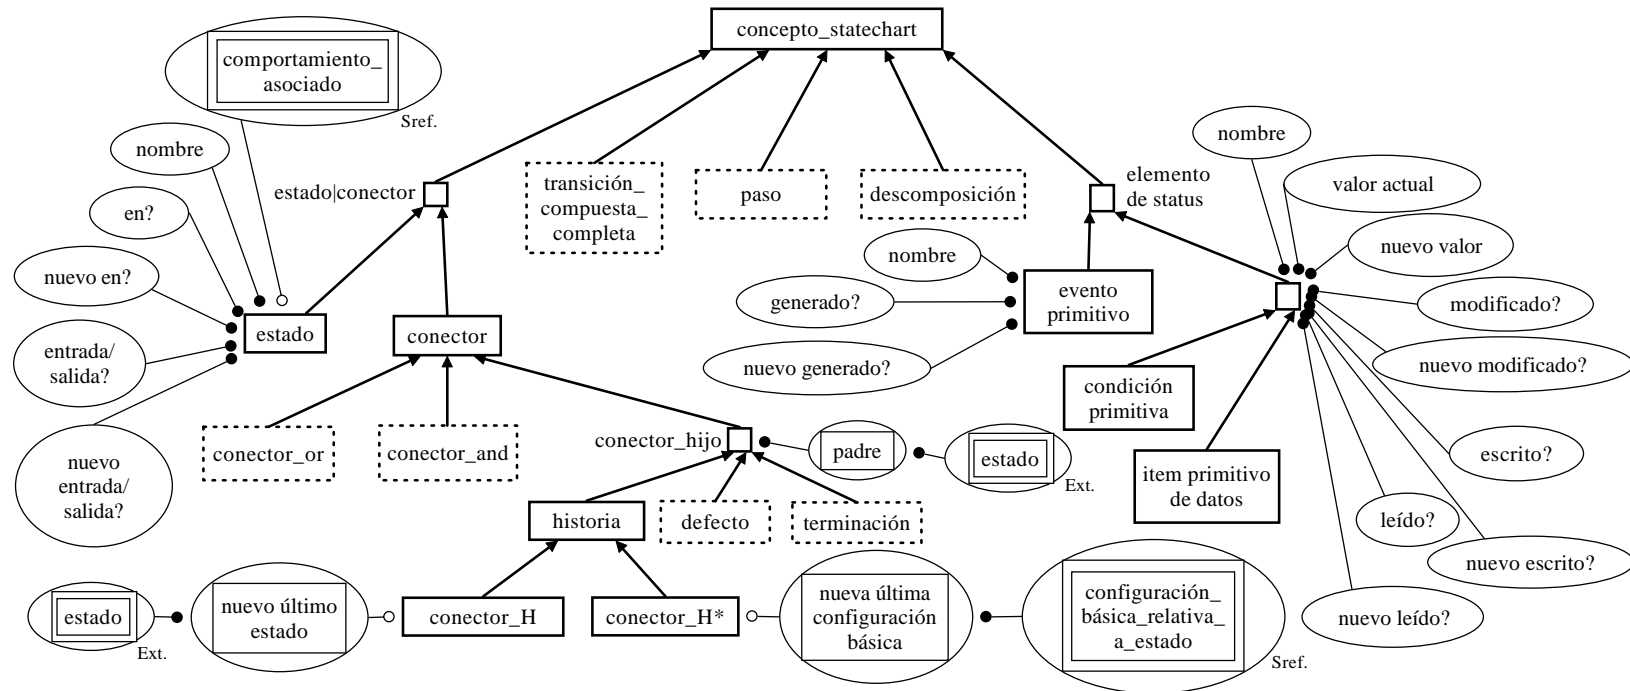 concepto_statechart
comportamiento_
asociado
Sref.
nombre
en?
nuevo en?
entrada/
salida?
nuevo
entrada/
salida?
estado|conector
estado
conector
transición_
compuesta_
completa
paso
descomposición
elemento
de status
nombre
generado?
nuevo generado?
evento
primitivo
nombre
valor actual
nuevo valor
modificado?
nuevo modificado?
escrito?
leído?
nuevo escrito?
nuevo leído?
condición
primitiva
item primitivo
de datos
conector_or
conector_and
conector_hijo
padre
estado
Ext.
historia
defecto
terminación
estado
Ext.
nuevo último
estado
conector_H
conector_H*
nueva última
configuración
básica
configuración_
básica_relativa_
a_estado
Sref.